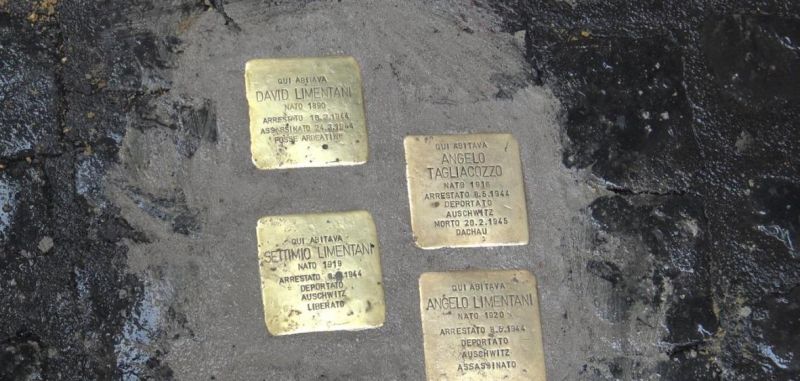 QUI ABITAVA
DAVID LIMENTANI
NATO 1890
ARRESTATO 18.2.1944
ASSASSINATO 24.3.1944
FOSSE ARDEATINE
QUI ABITAVA
ANGELO
TAGLIACOZZO
NATO 1916
ARRESTATO 8.5.1944
DEPORTATO
AUSCHWITZ
MORTO 20.2.1945
DACHAU
QUI ABITAVA
SETTIMIO LIMENTANI
NATO 1919
ARRESTATO 8.5.1944
DEPORTATO
AUSCHWITZ
LIBERATO
QUI ABITAVA
ANGELO LIMENTANI
NATO 1920
ARRESTATO 8.5.1944
DEPORTATO
AUSCHWITZ
ASSASSINATO